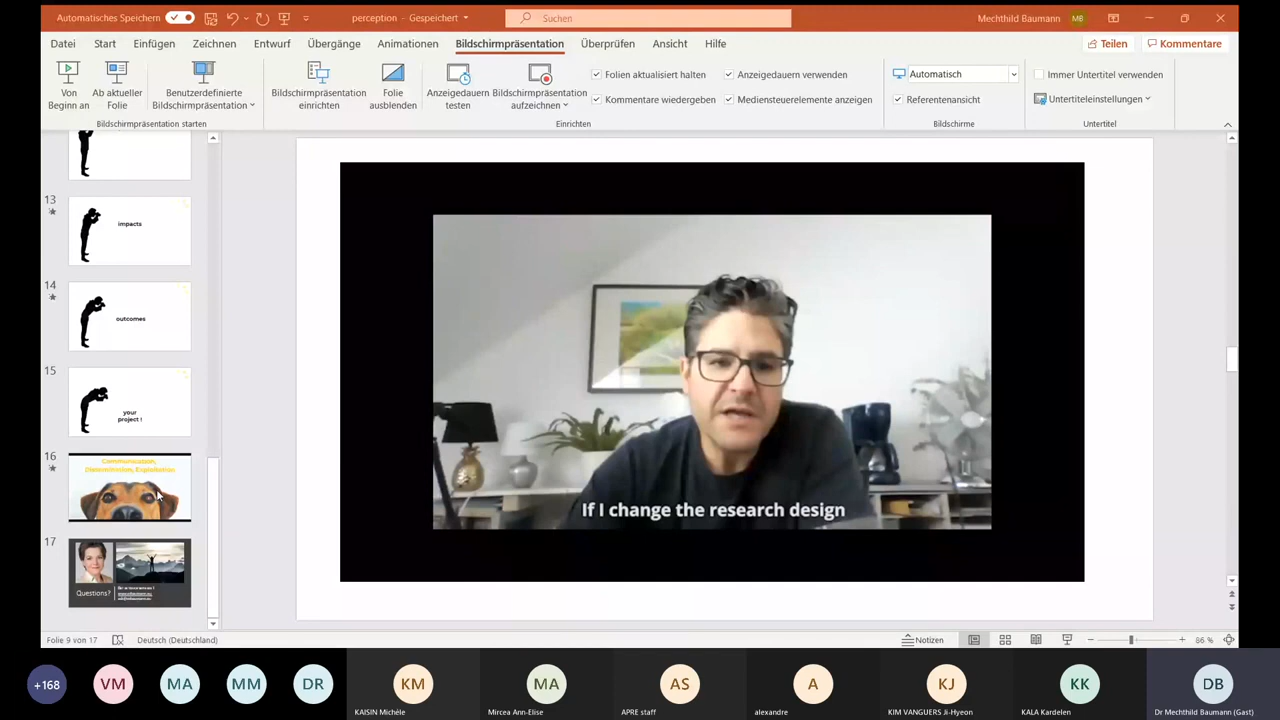 Automatisches Speichern
perception - Gespeichert
Suchen
Mechthild Baumann
MB
Datei
Start
Einfügen
Zeichnen
Entwurf
Übergänge
Animationen
Bildschirmpräsentation
Überprüfen
Ansicht
Hilfe
Teilen
Kommentare
Von Beginn an
Ab aktueller Folie
Benutzerdefinierte Bildschirmpräsentation
Bildschirmpräsentation starten
Bildschirmpräsentation einrichten
Folie ausblenden
Anzeigedauern testen
Bildschirmpräsentation aufzeichnen
Folien aktualisiert halten
Kommentare wiedergeben
Anzeigedauern verwenden
Mediensteuerelemente anzeigen
Einrichten
Automatisch
Referentenansicht
Bildschirme
Immer Untertitel verwenden
Untertiteleinstellungen
Untertitel
13
impacts
14
outcomes
15
your
project !
16
Communication,
Dissemination, Exploitation
17
Questions?
If I change the research design
Folie 9 von 17
Deutsch (Deutschland)
Notizen
86 %
+168
VM
MA
MM
DR
KM
KAISIN Michèle
MA
Mircea Ann-Elise
AS
APRE staff
A
alexandre
KJ
KIM VANGUERS Ji-Hyeon
KK
KALA Kardelen
DB
Dr Mechthild Baumann (Gast)